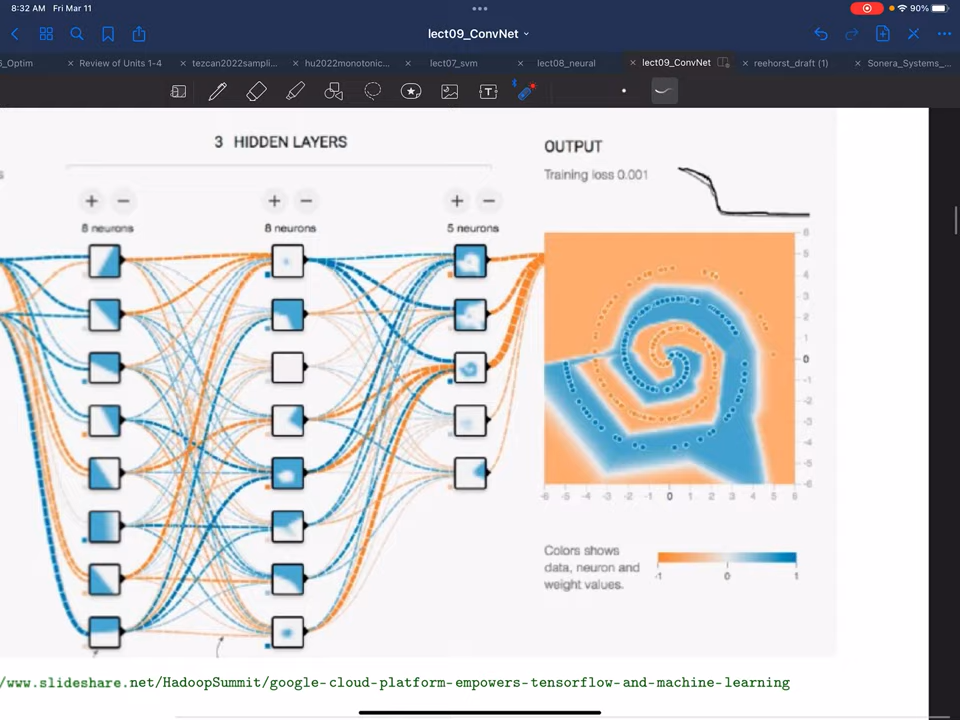 8:32 AM Fri Mar 11
90%
lect09_ConvNet
_Optim
Review of Units 1-4
tezcan2022sampli...
hu2022monotonic...
lect07_svm
lect08_neural
lect09_ConvNet
reehorst_draft (1)
Sonera_Systems_...
3 HIDDEN LAYERS
OUTPUT
Training loss 0.001
+ −
+ −
+ −
8 neurons
8 neurons
5 neurons
6
5
4
3
2
1
0
-1
-2
-3
-4
-5
-6
-6 -5 -4 -3 -2 -1 0 1 2 3 4 5 6
Colors shows
data, neuron and
weight values.
-1 0 1
/www.slideshare.net/HadoopSummit/google-cloud-platform-empowers-tensorflow-and-machine-learning